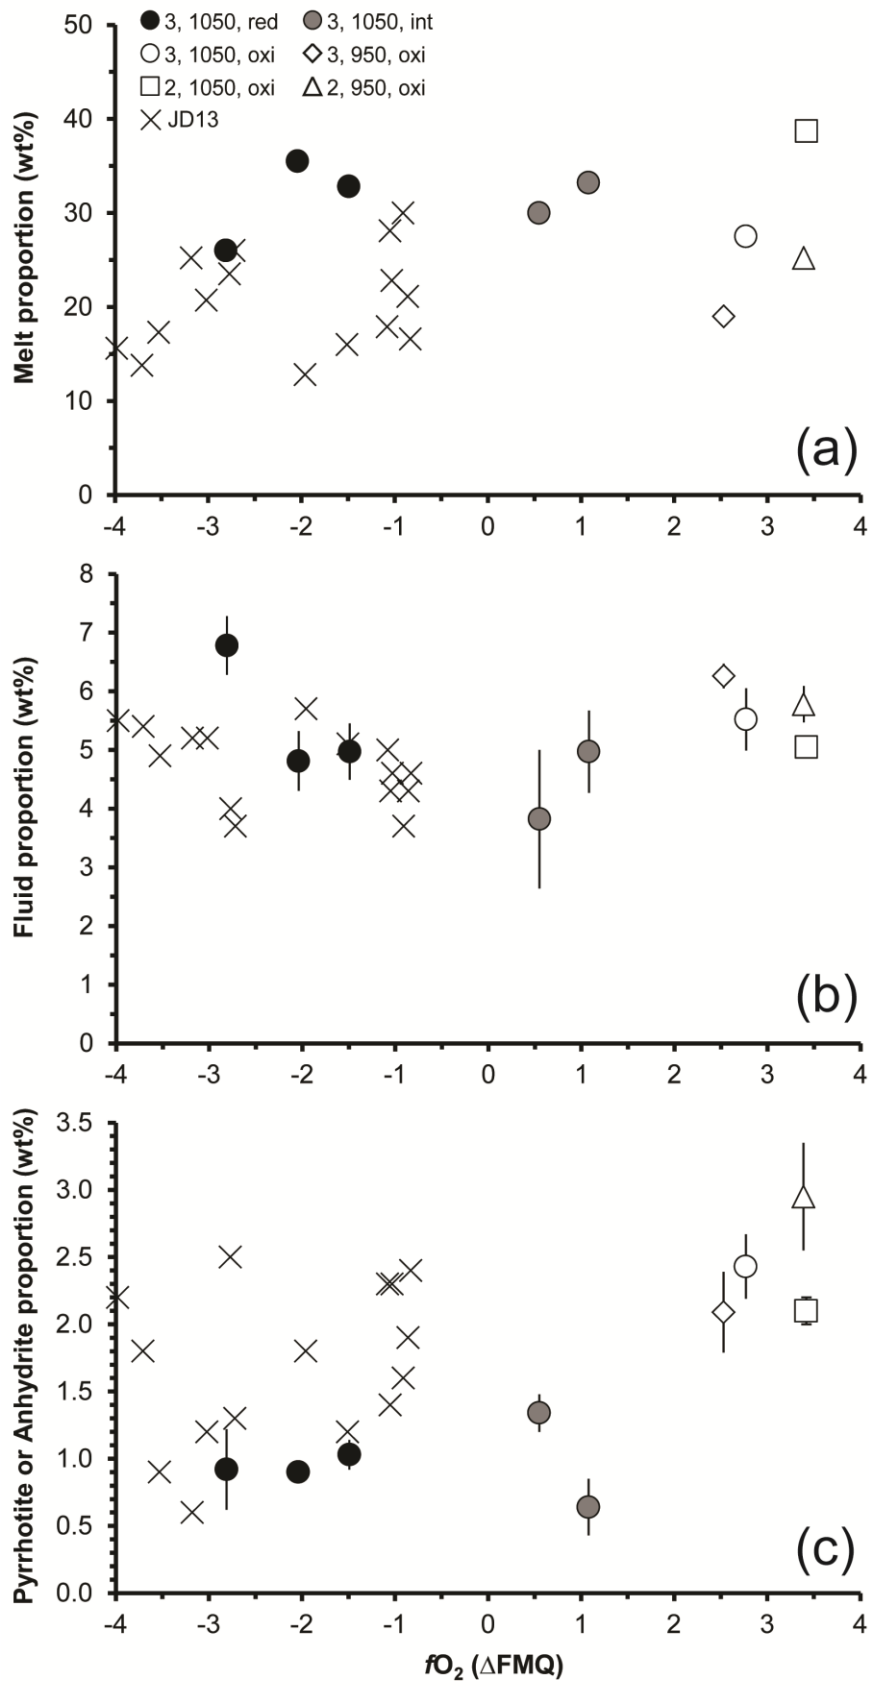 3, 1050, red 3, 1050, int
3, 1050, oxi 3, 950, oxi
2, 1050, oxi 2, 950, oxi
JD13
Melt proportion (wt%)
50
40
30
20
10
0
(a)
-4 -3 -2 -1 0 1 2 3 4
Fluid proportion (wt%)
8
7
6
5
4
3
2
1
0
(b)
-4 -3 -2 -1 0 1 2 3 4
Pyrrhotite or Anhydrite proportion (wt%)
3.5
3.0
2.5
2.0
1.5
1.0
0.5
0.0
(c)
-4 -3 -2 -1 0 1 2 3 4
fO₂ (ΔFMQ)